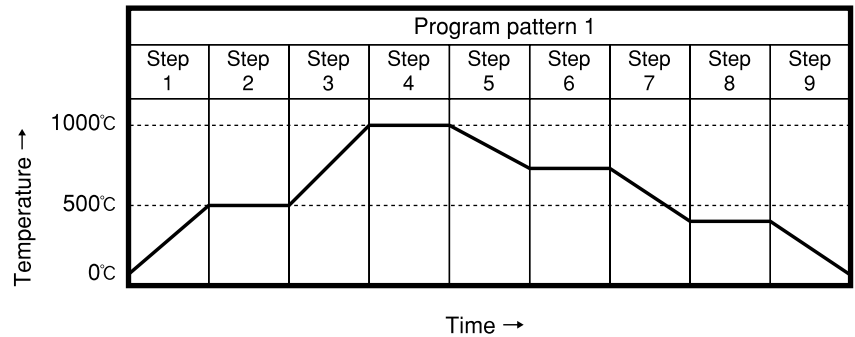 Program pattern 1
Step 1
Step 2
Step 3
Step 4
Step 5
Step 6
Step 7
Step 8
Step 9
1000℃
500℃
0℃
Temperature →
Time →